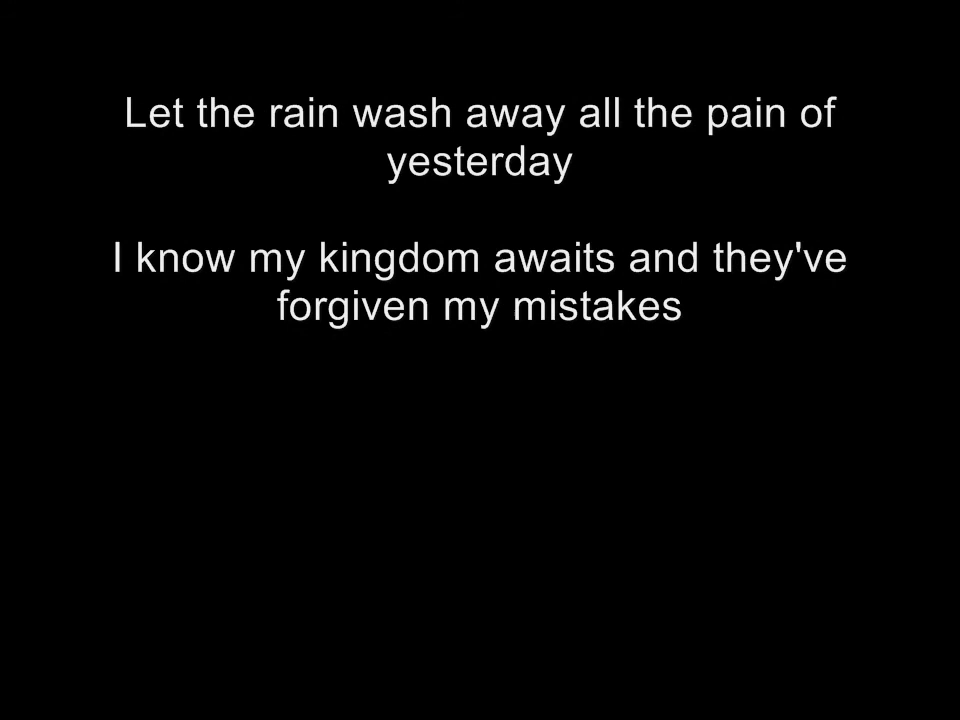 Let the rain wash away all the pain of
yesterday
I know my kingdom awaits and they've
forgiven my mistakes